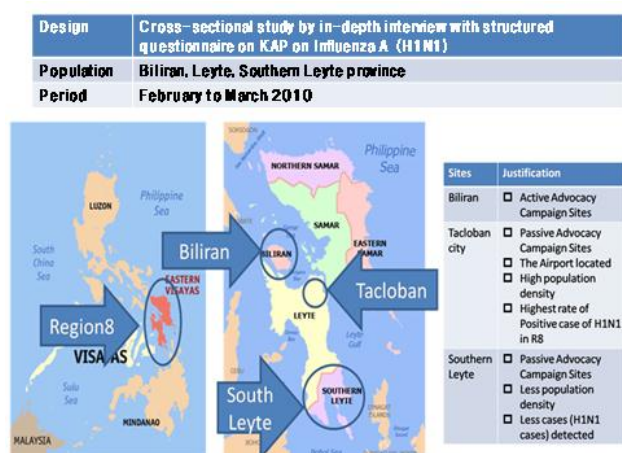 Design Cross-sectional study by in-depth interview with structured
questionnaire on KAP on Influenza A (H1N1)
Population Biliran, Leyte, Southern Leyte province
Period February to March 2010
LUZON
Philippine
Sea
South
China
Sea
EASTERN
VISAYAS
Region8
VISAYAS
Sulu
Sea
MINDANAO
MALAYSIA
NORTHERN SAMAR
Philippine
Sea
SAMAR
EASTERN
SAMAR
Biliran
BILIRAN
Tacloban
LEYTE
Leyte
Gulf
South
Leyte
SOUTHERN
LEYTE
Sites Justification
Biliran Active Advocacy
Campaign Sites
Tacloban
city
Passive Advocacy
Campaign Sites
The Airport located
High population
density
Highest rate of
Positive case of H1N1
in R8
Southern
Leyte
Passive Advocacy
Campaign Sites
Less population
density
Less cases (H1N1
cases) detected